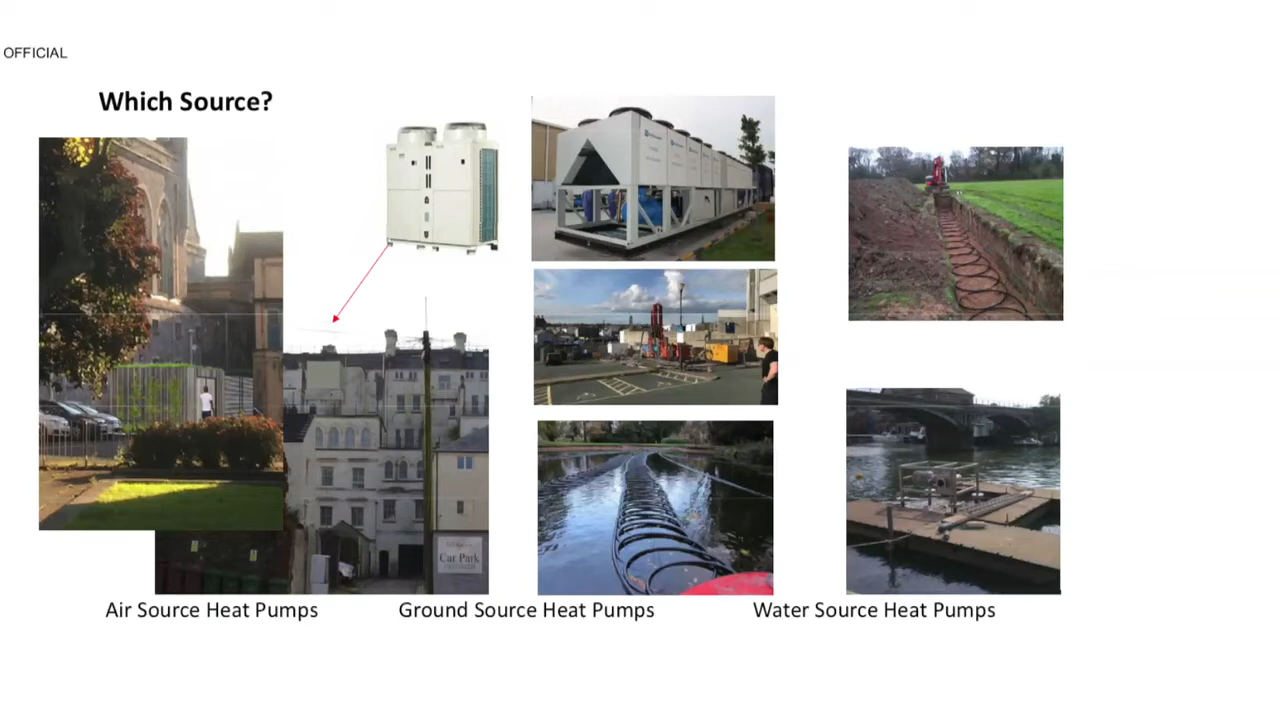 OFFICIAL
Which Source?
Car Park
Air Source Heat Pumps
Ground Source Heat Pumps
Water Source Heat Pumps